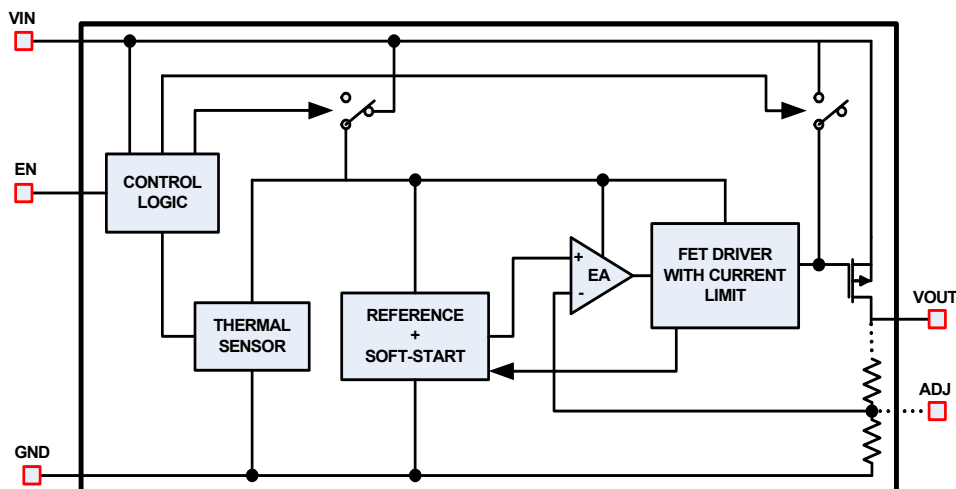 VIN
EN
CONTROL
LOGIC
+
EA
-
FET DRIVER
WITH CURRENT
LIMIT
THERMAL
SENSOR
REFERENCE
+
SOFT-START
VOUT
ADJ
GND